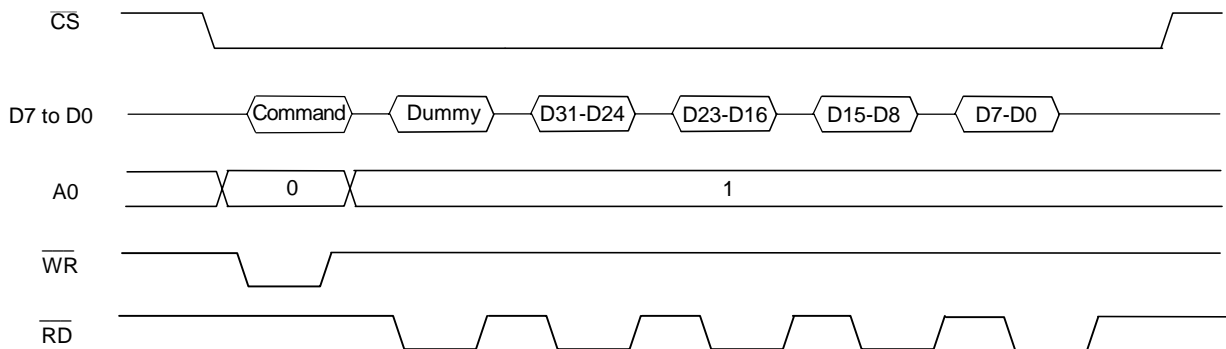 CS
D7 to D0 Command Dummy D31-D24 D23-D16 D15-D8 D7-D0
A0 0 1
WR
RD